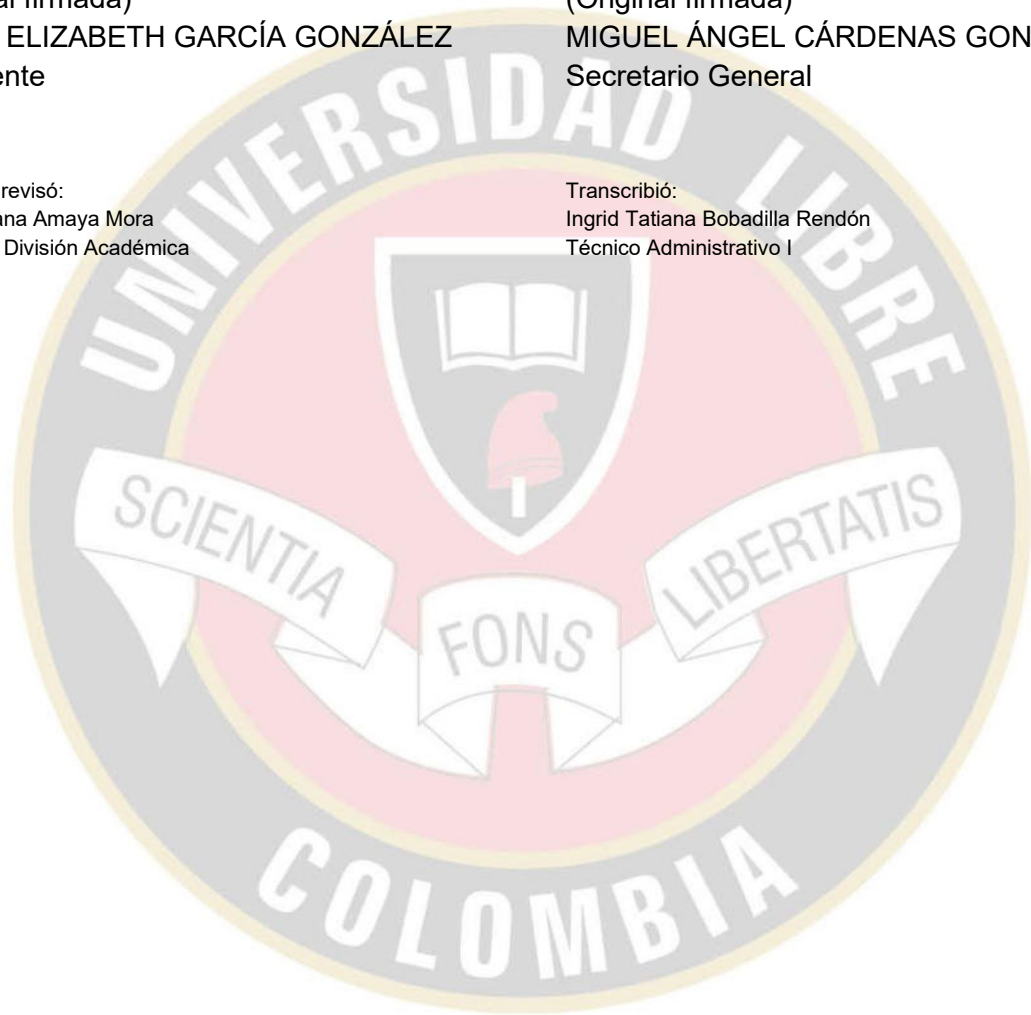 (Original firmada)
ELIZABETH GARCÍA GONZÁLEZ
MIGUEL ÁNGEL CÁRDENAS
Secretario General
revisó:
Amaya Mora
División Académica
Transcribió:
Ingrid Tatiana Bobadilla Rendón
Técnico Administrativo I
UNIVERSIDAD LIBRE
SCIENTIA
FONS
LIBERTATIS
COLOMBIA